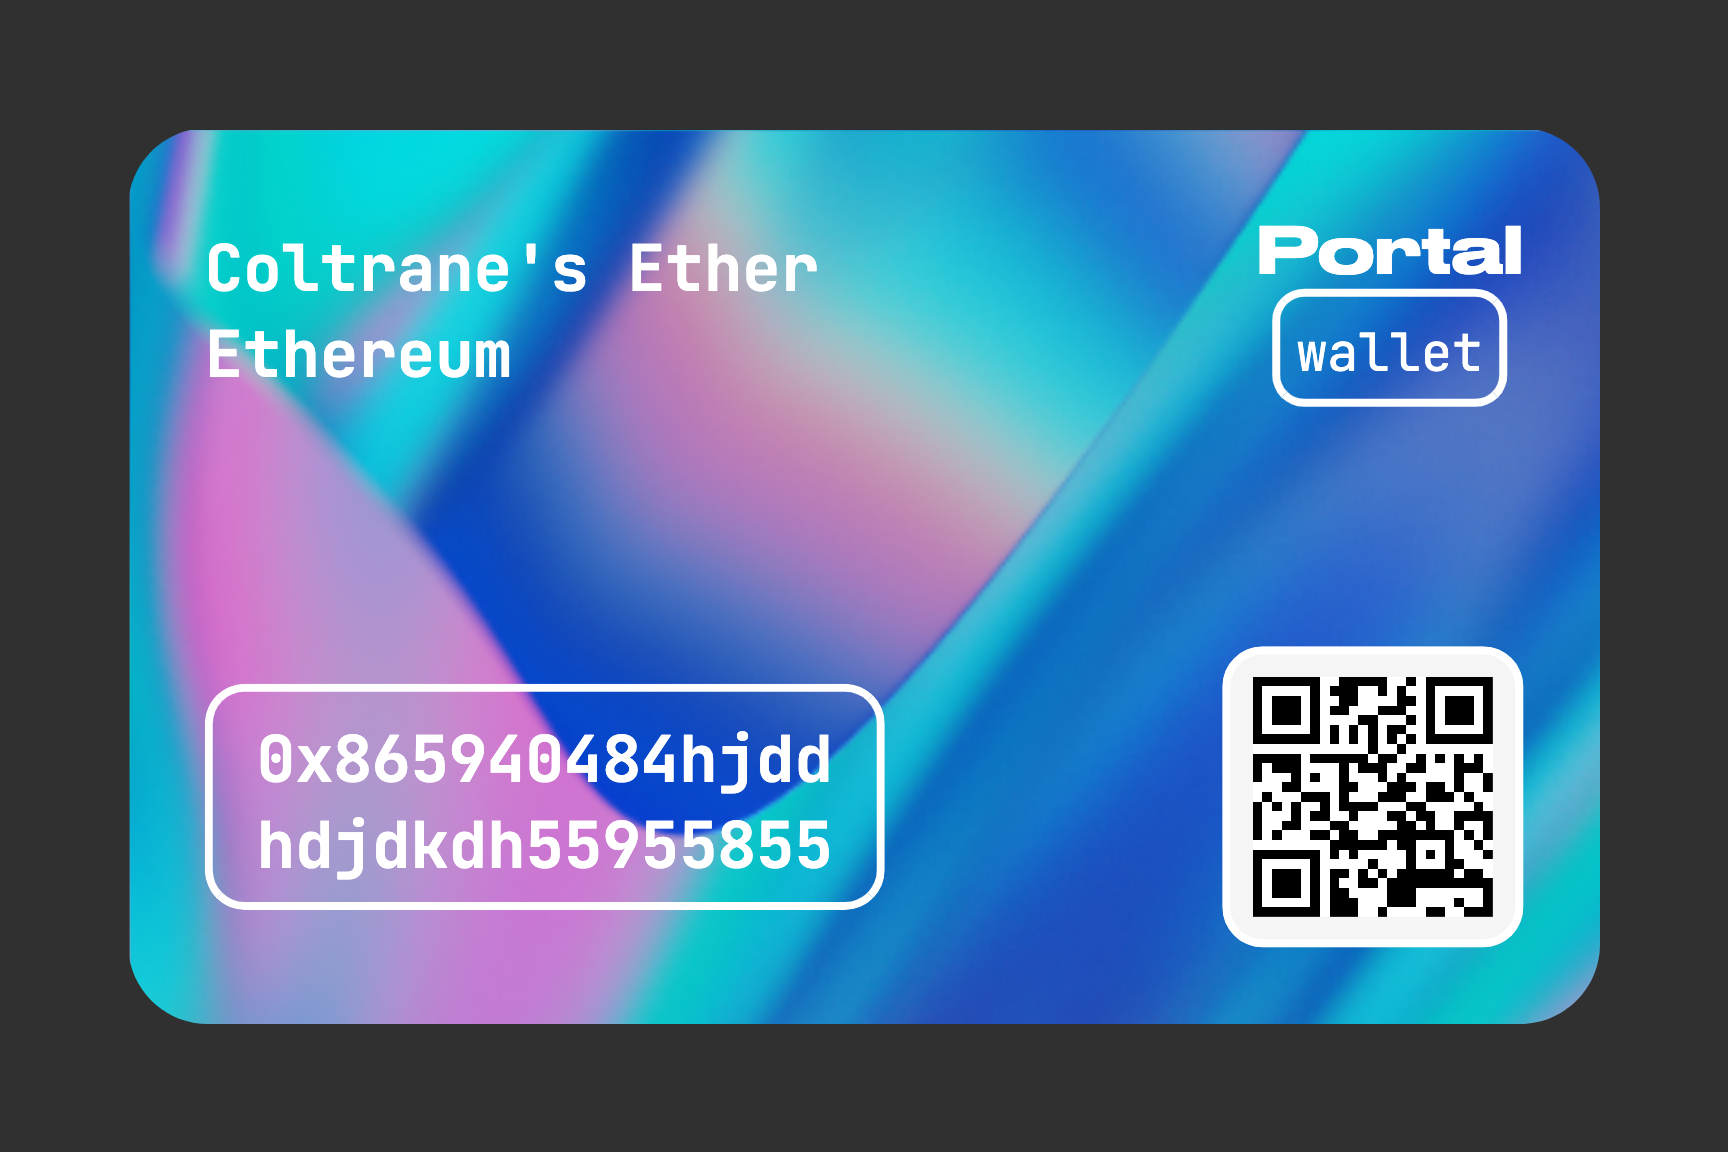 Coltrane's Ether
Ethereum
Portal
wallet
0x865940484hjdd
hdjdkdh55955855